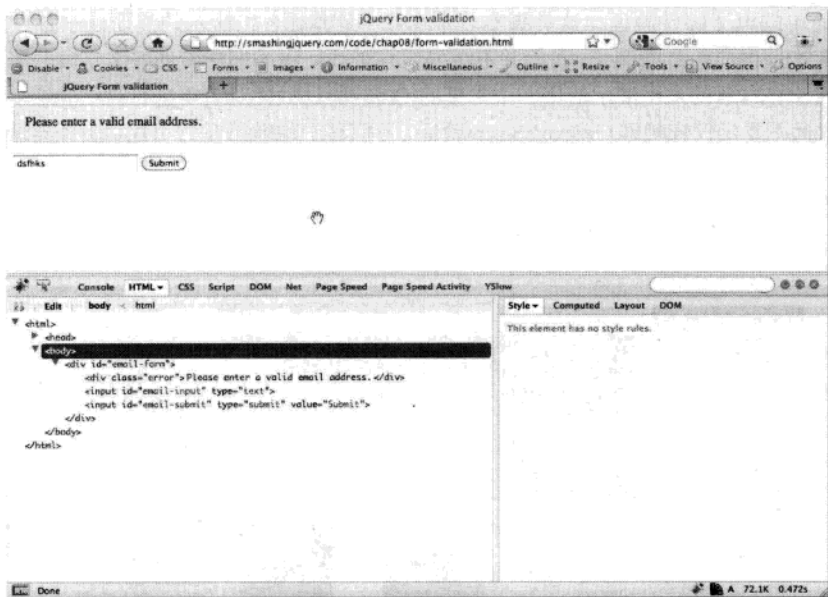 jQuery Form validation
http://smashingjquery.com/code/chap08/form-validation.html
Google
Disable Cookies CSS Forms Images Information Miscellaneous Outline Resize Tools View Source Options
jQuery Form validation +
Please enter a valid email address.
dsfhks Submit
Console HTML CSS Script DOM Net Page Speed Page Speed Activity YSlow
Edit body < html
Style Computed Layout DOM
This element has no style rules.
<html>
<head>
<body>
<div id="email-form">
<div class="error">Please enter a valid email address.</div>
<input id="email-input" type="text">
<input id="email-submit" type="submit" value="Submit">
</div>
</body>
</html>
Done
A 72.1K 0.472s